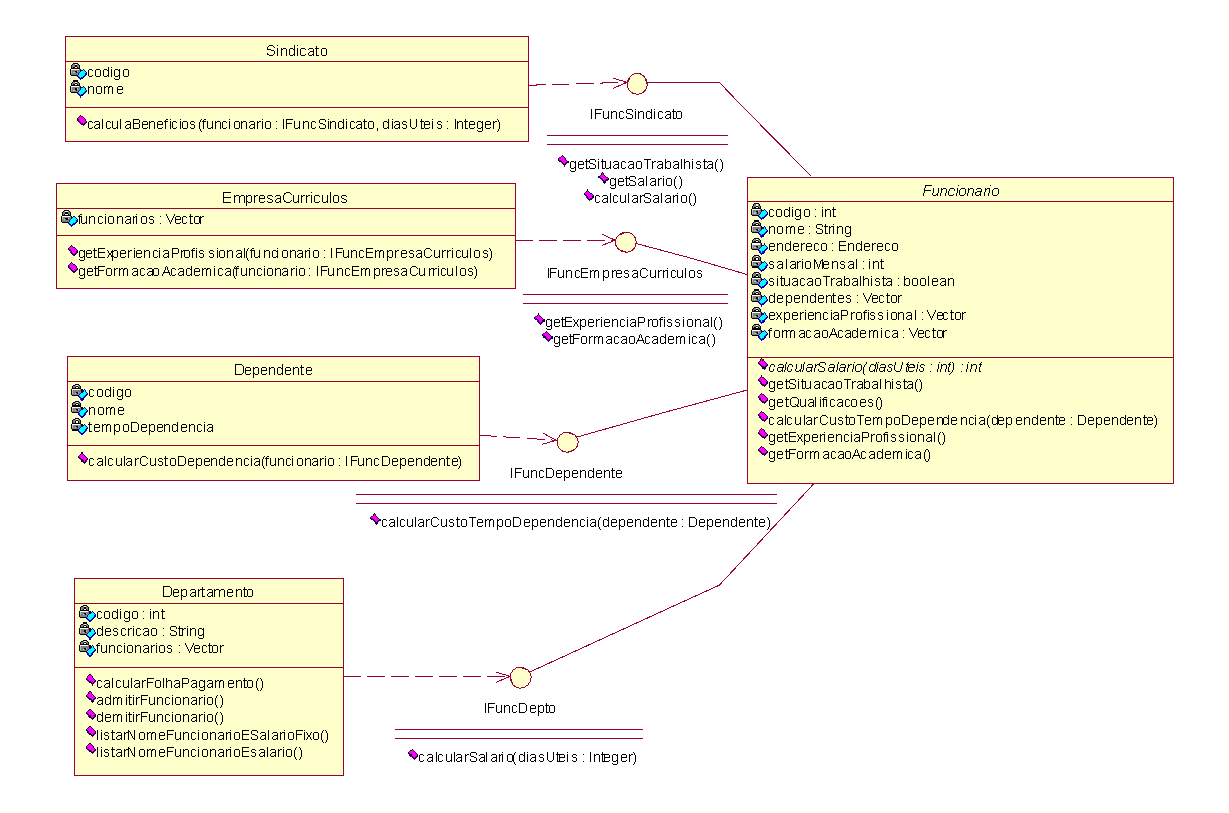 Sindicato
codigo
nome
calculaBeneficios(funcionario : IFuncSindicato, diasUteis : Integer)
IFuncSindicato
getSituacaoTrabalhista()
getSalario()
calcularSalario()
EmpresaCurriculos
funcionarios : Vector
getExperienciaProfissional(funcionario : IFuncEmpresaCurriculos)
getFormacaoAcademica(funcionario : IFuncEmpresaCurriculos)
IFuncEmpresaCurriculos
getExperienciaProfissional()
getFormacaoAcademica()
Funcionario
codigo : int
nome : String
endereco : Endereco
salarioMensal : int
situacaoTrabalhista : boolean
dependentes : Vector
experienciaProfissional : Vector
formacaoAcademica : Vector
calcularSalario(diasUteis : int) : int
getSituacaoTrabalhista()
getQualificacoes()
calcularCustoTempoDependencia(dependente : Dependente)
getExperienciaProfissional()
getFormacaoAcademica()
Dependente
codigo
nome
tempoDependencia
calcularCustoDependencia(funcionario : IFuncDependente)
IFuncDependente
calcularCustoTempoDependencia(dependente : Dependente)
Departamento
codigo : int
descricao : String
funcionarios : Vector
calcularFolhaPagamento()
admitirFuncionario()
demitirFuncionario()
listarNomeFuncionarioESalarioFixo()
listarNomeFuncionarioEsalario()
IFuncDepto
calcularSalario(diasUteis : Integer)